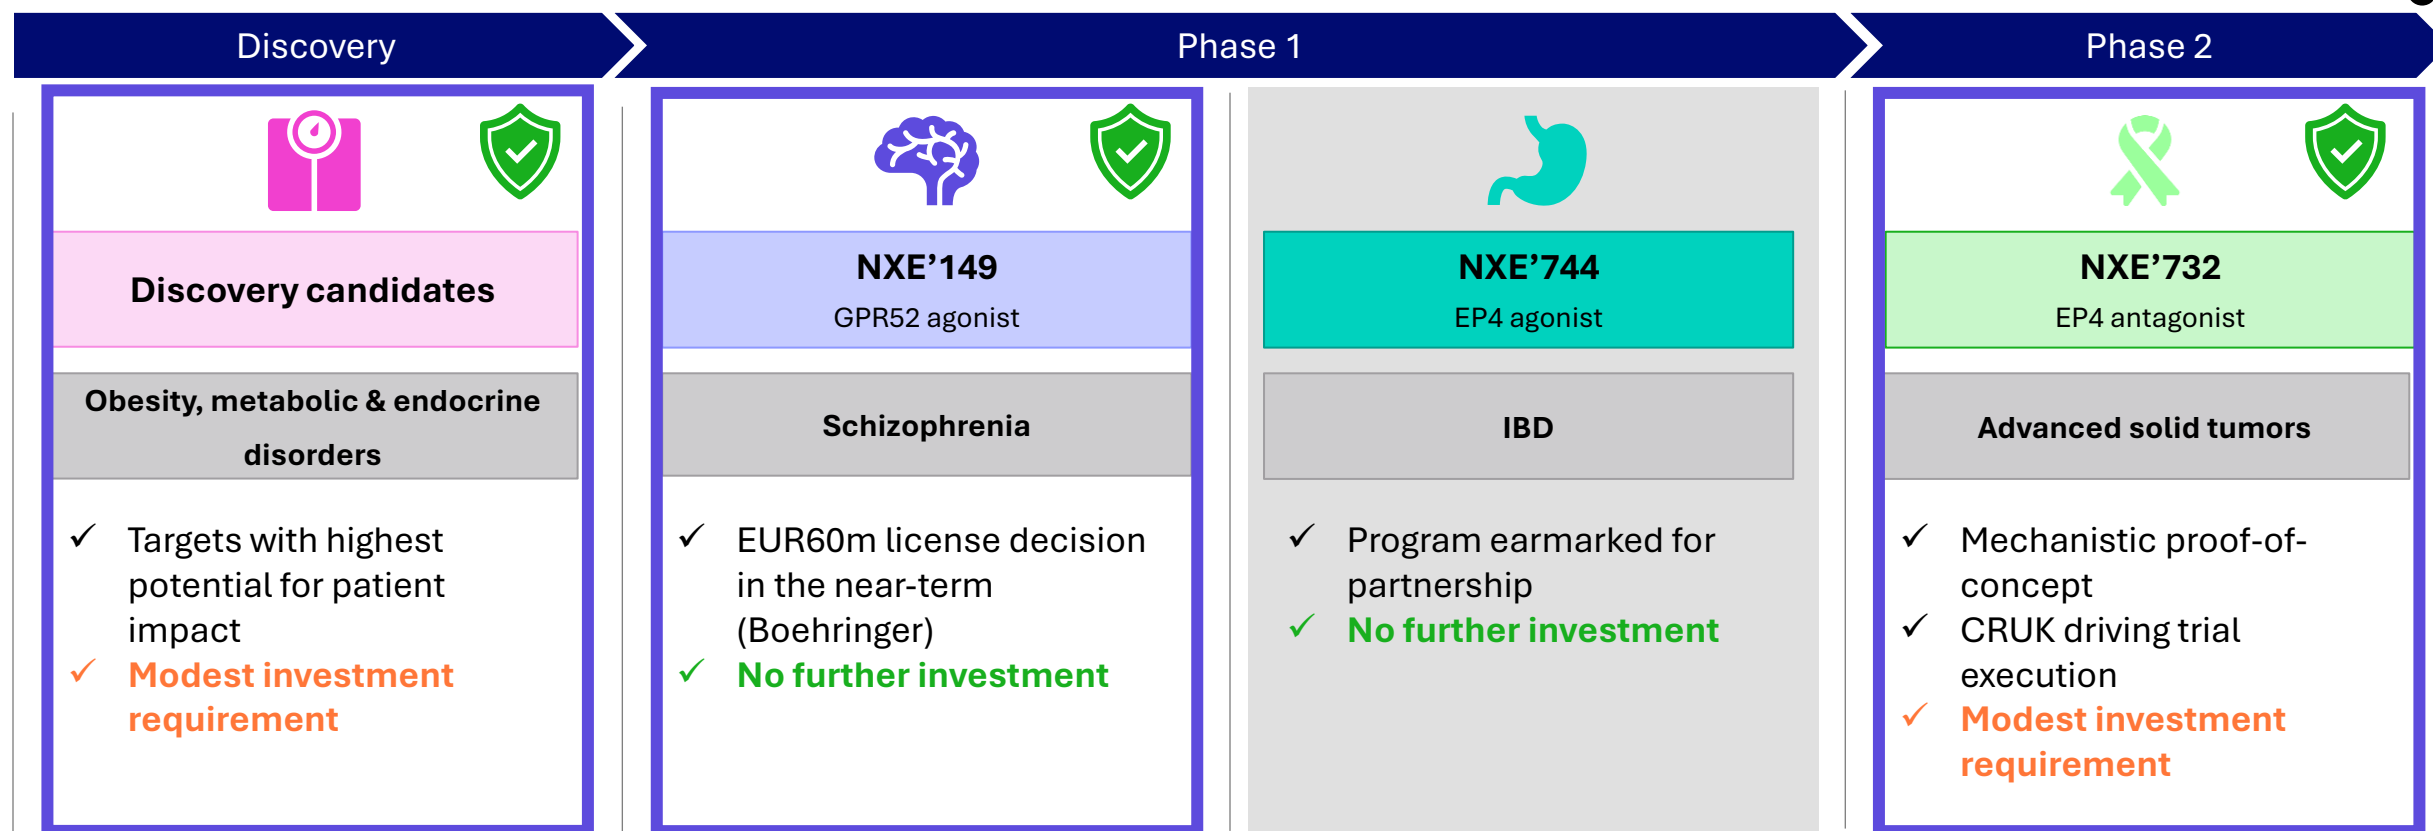 Discovery
Phase 1
Phase 2
Discovery candidates
Obesity, metabolic & endocrine
disorders
✓ Targets with highest
potential for patient
impact
✓ Modest investment
requirement
NXE’149
GPR52 agonist
Schizophrenia
✓ EUR60m license decision
in the near-term
(Boehringer)
✓ No further investment
NXE’744
EP4 agonist
IBD
✓ Program earmarked for
partnership
✓ No further investment
NXE’732
EP4 antagonist
Advanced solid tumors
✓ Mechanistic proof-of-
concept
✓ CRUK driving trial
execution
✓ Modest investment
requirement